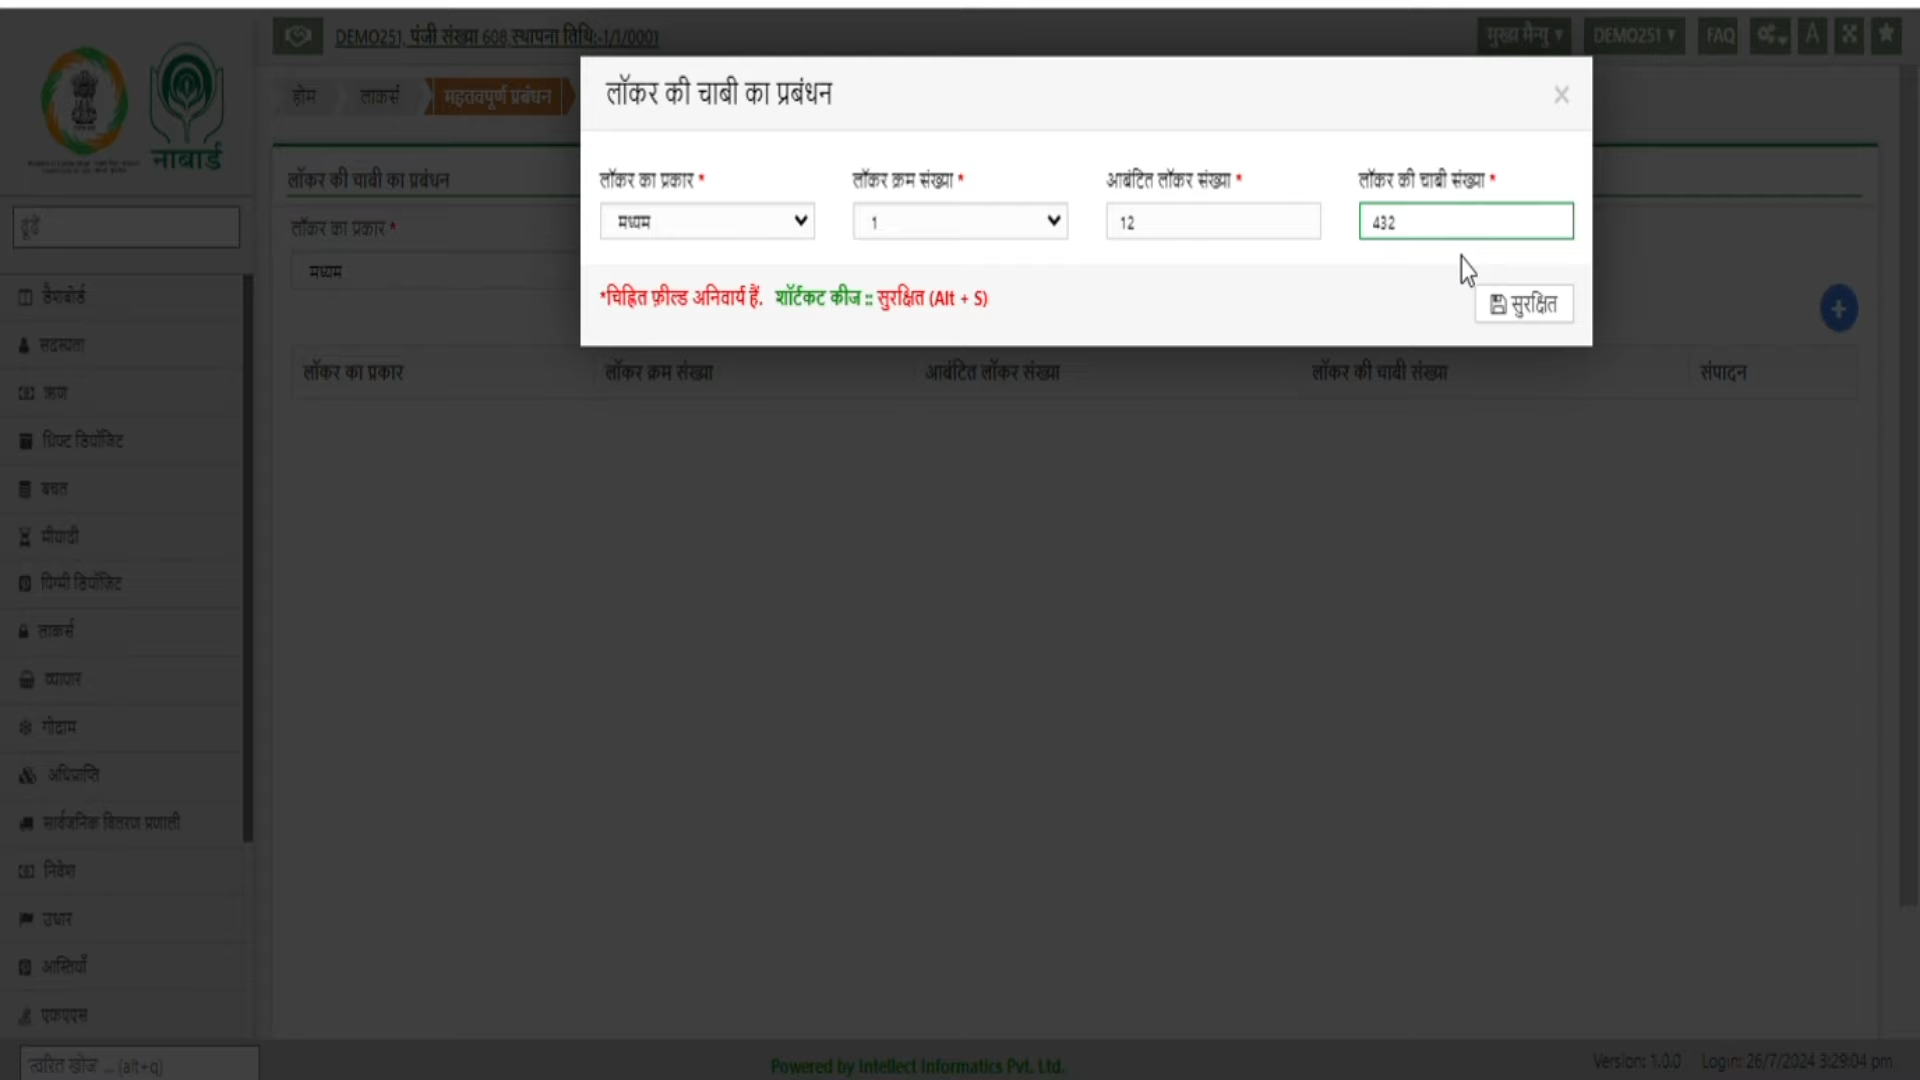 DEMO251, पंजी संख्या 608,स्थापना तिथि:-1/1/0001
मुख्य मेन्यु ▾
DEMO251 ▾
FAQ
A
नाबार्ड
होम
लाकर्स
महत्वपूर्ण प्रबंधन
लॉकर की चाबी का प्रबंधन
×
लॉकर का प्रकार *
लॉकर क्रम संख्या *
आबंटित लॉकर संख्या *
लॉकर की चाबी संख्या *
मध्यम
1
12
432
*चिह्नित फ़ील्ड अनिवार्य हैं. शॉर्टकट कीज :: सुरक्षित (Alt + S)
सुरक्षित
लॉकर की चाबी का प्रबंधन
लॉकर का प्रकार *
मध्यम
+
लॉकर का प्रकार
लॉकर क्रम संख्या
आबंटित लॉकर संख्या
लॉकर की चाबी संख्या
संपादन
ढूंढें
डैशबोर्ड
सदस्यता
ऋण
थ्रिफ्ट डिपॉजिट
बचत
मीयादी
पिग्मी डिपॉज़िट
लाकर्स
व्यापार
गोदाम
अधिप्राप्ति
सार्वजनिक वितरण प्रणाली
निवेश
उधार
आस्तियाँ
एफएएस
त्वरित खोज ... (alt+q)
Powered by Intellect Informatics Pvt. Ltd.
Version: 1.0.0
Login: 26/7/2024 3:29:04 pm